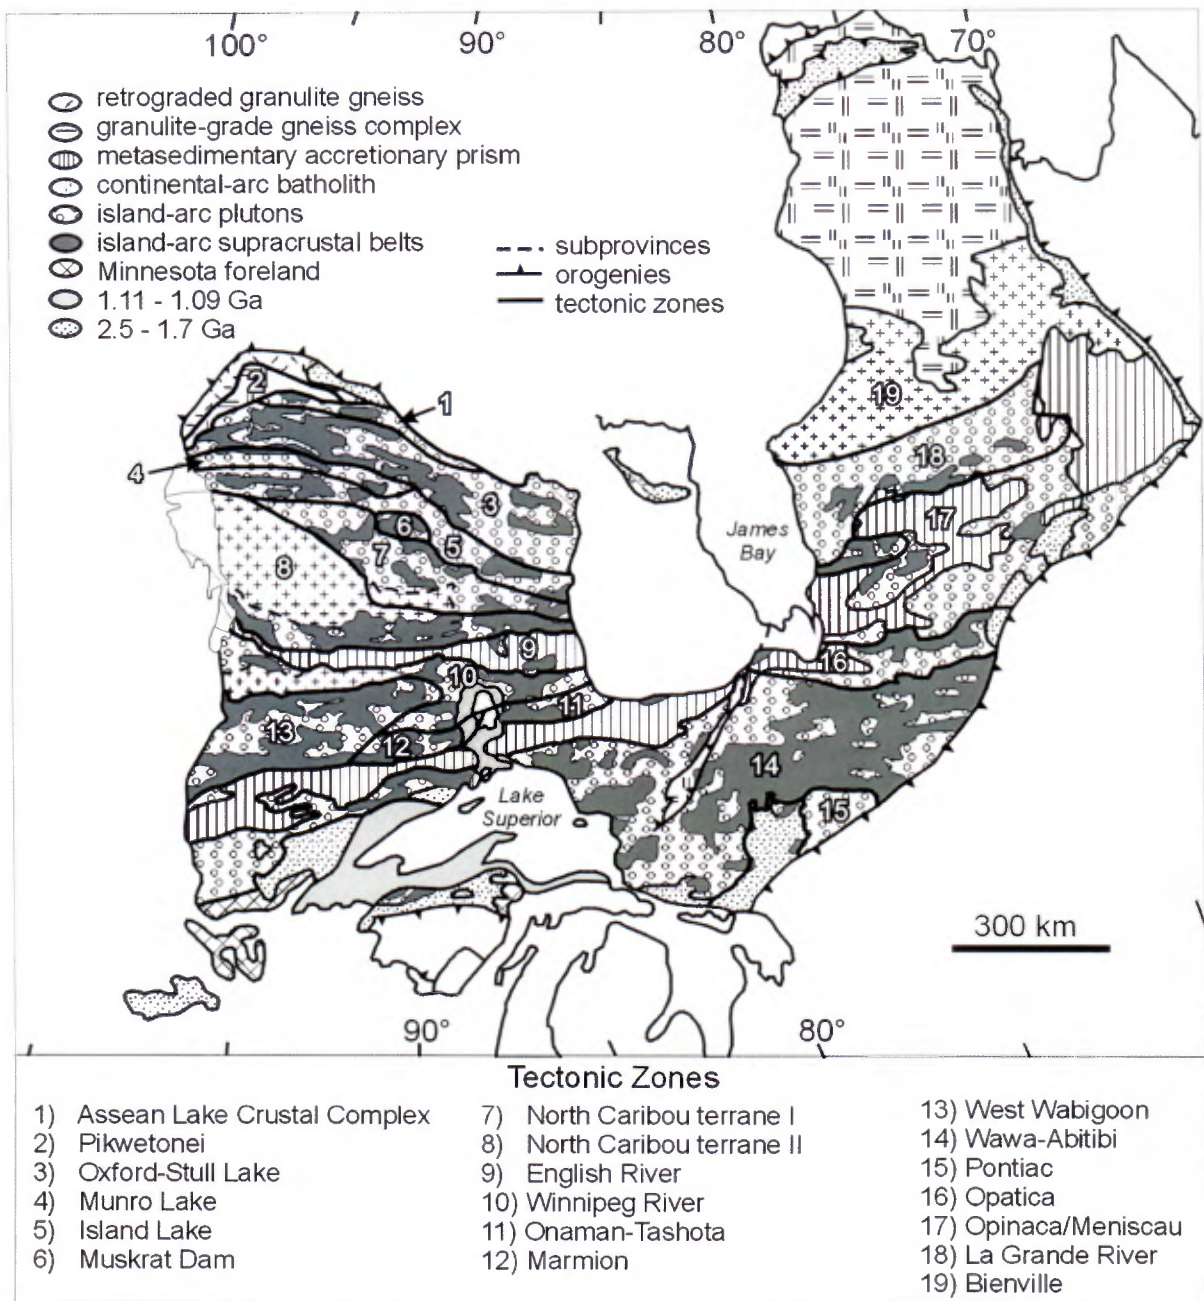 100° 90° 80° 70°
retrograded granulite gneiss
granulite-grade gneiss complex
metasedimentary accretionary prism
continental-arc batholith
island-arc plutons
island-arc supracrustal belts
Minnesota foreland
1.11 - 1.09 Ga
2.5 - 1.7 Ga
subprovinces
orogenies
tectonic zones
2
1
19
4
18
3
17
6
5
7
James
Bay
8
9
16
10
11
13
12
14
Lake
Superior
15
300 km
90° 80°
Tectonic Zones
1) Assean Lake Crustal Complex
2) Pikwetonei
3) Oxford-Stull Lake
4) Munro Lake
5) Island Lake
6) Muskrat Dam
7) North Caribou terrane I
8) North Caribou terrane II
9) English River
10) Winnipeg River
11) Onaman-Tashota
12) Marmion
13) West Wabigoon
14) Wawa-Abitibi
15) Pontiac
16) Opatica
17) Opinaca/Meniscau
18) La Grande River
19) Bienville